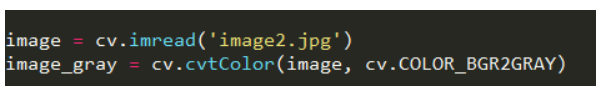 image = cv.imread('image2.jpg')
image_gray = cv.cvtColor(image, cv.COLOR_BGR2GRAY)